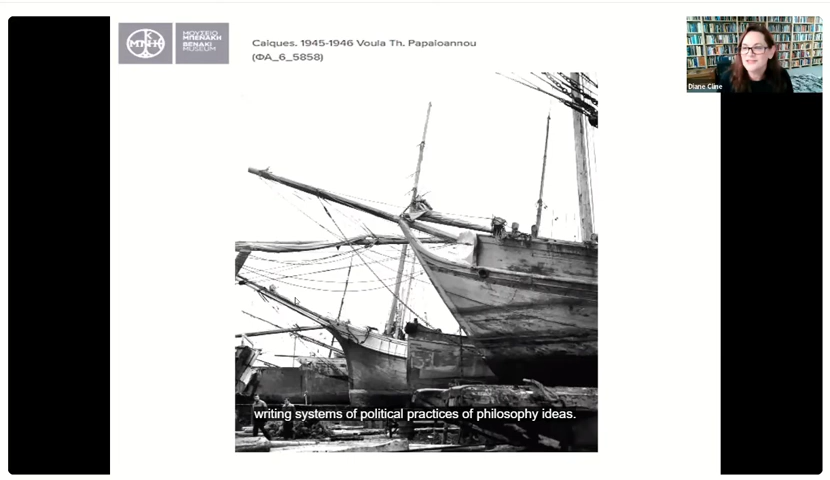 ΜΟΥΣΕΙΟ
ΜΠΕΝΑΚΗ
BENAKI
MUSEUM
Caiques. 1945-1946 Voula Th. Papaioannou
(ΦΑ_6_5858)
Diane Cline
writing systems of political practices of philosophy ideas.